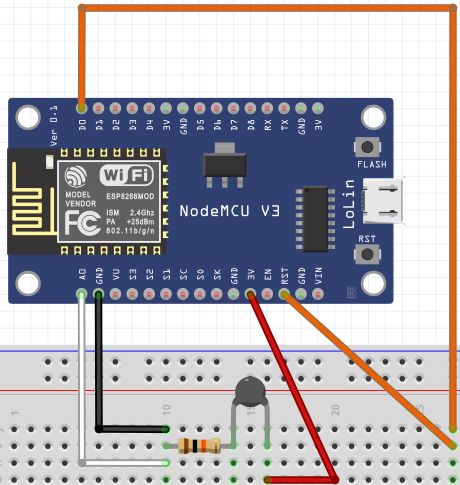 Ver 0.1
D0 D1 D2 D3 D4 3V GND D5 D6 D7 D8 RX TX GND 3V
FLASH
WiFi
MODEL
VENDOR
ESP8266MOD
FC
ISM 2.4Ghz
PA +25dBm
802.11b/g/n
NodeMCU V3
LoLin
RST
A0 GND VU S3 S2 S1 SC S0 SK GND 3V EN RST GND VIN
1 10 15 20 25